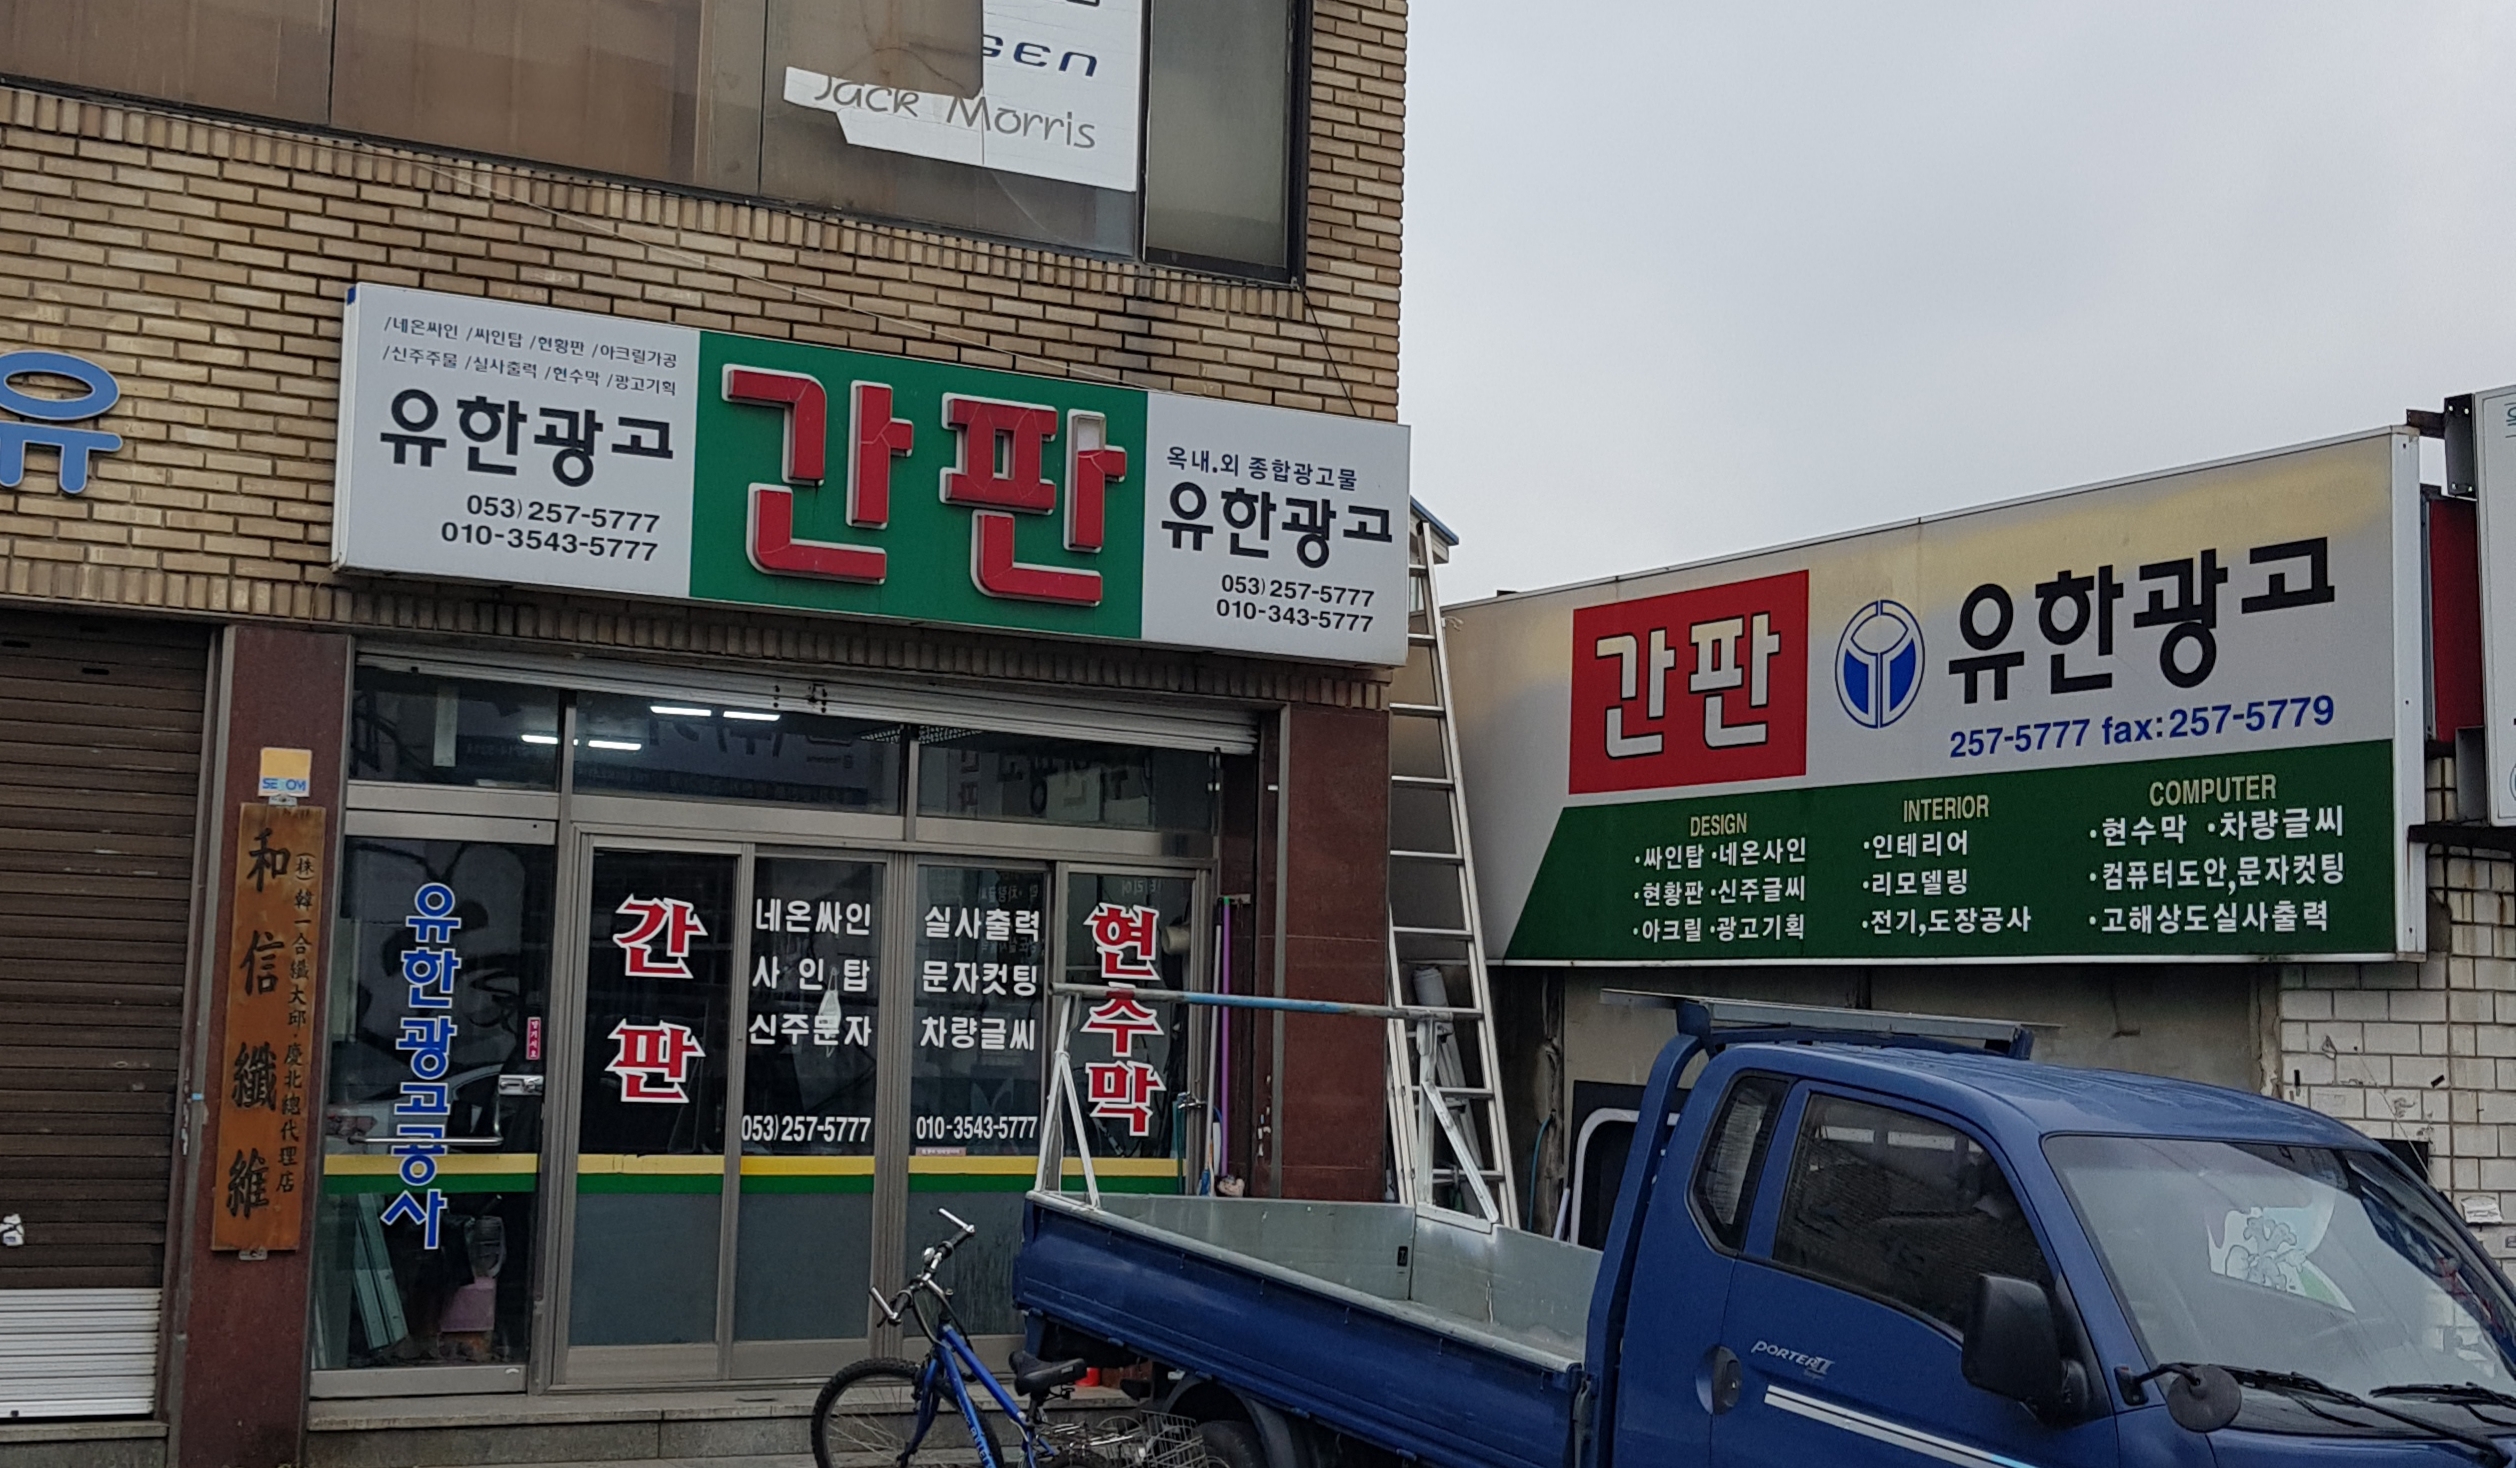 GEN
Jack Morris
유
/네온싸인 /싸인탑 /현황판 /아크릴가공
/신주주물 /실사출력 /현수막 /광고기획
유한광고
053) 257-5777
010-3543-5777
간판
옥내.외 종합광고물
유한광고
053) 257-5777
010-343-5777
간판
유한광고
257-5777 fax:257-5779
DESIGN
·싸인탑 ·네온사인
·현황판 ·신주글씨
·아크릴 ·광고기획
INTERIOR
·인테리어
·리모델링
·전기,도장공사
COMPUTER
·현수막 ·차량글씨
·컴퓨터도안,문자컷팅
·고해상도실사출력
SECOM
(株)韓一合纖大邱·慶北總代理店
和信纖維
유한광고공사
당기시오
간판
네온싸인
사인탑
신주문자
053) 257-5777
실사출력
문자컷팅
차량글씨
010-3543-5777
현수막
PORTER II